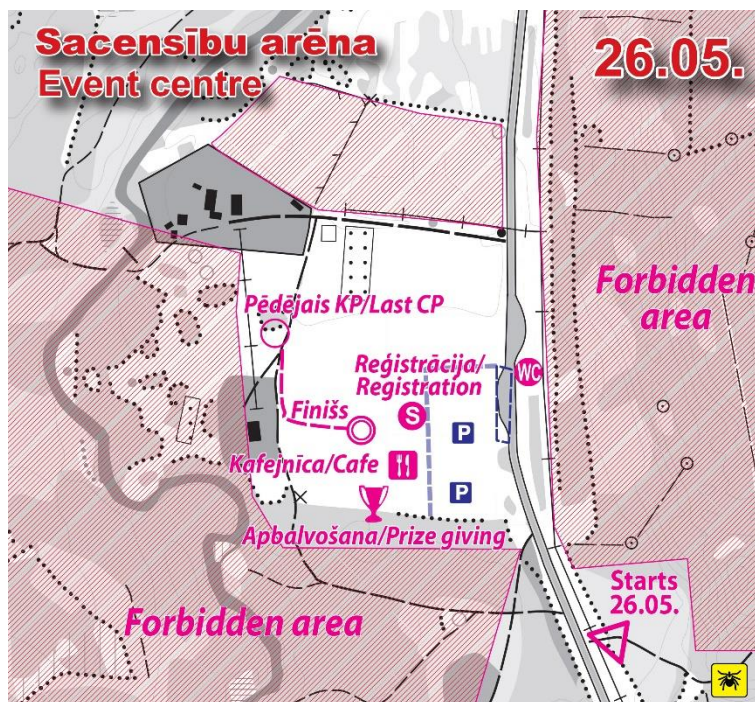 Sacensību arēna
Event centre
26.05.
Forbidden
area
Pēdējais KP/Last CP
Reģistrācija/
Registration
WC
Finišs
S
P
Kafejnīca/Cafe
P
Apbalvošana/Prize giving
Starts
26.05.
Forbidden area